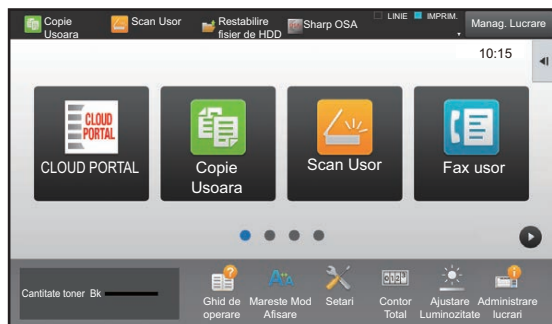 Copie
Usoara
Scan Usor
Restabilire
fisier de HDD
Sharp OSA
LINIE
IMPRIM.
Manag. Lucrare
10:15
CLOUD
PORTAL
CLOUD PORTAL
Copie
Usoara
Scan Usor
Fax usor
Cantitate toner Bk
Ghid de
operare
Mareste Mod
Afisare
Setari
Contor
Total
Ajustare
Luminozitate
Administrare
lucrari